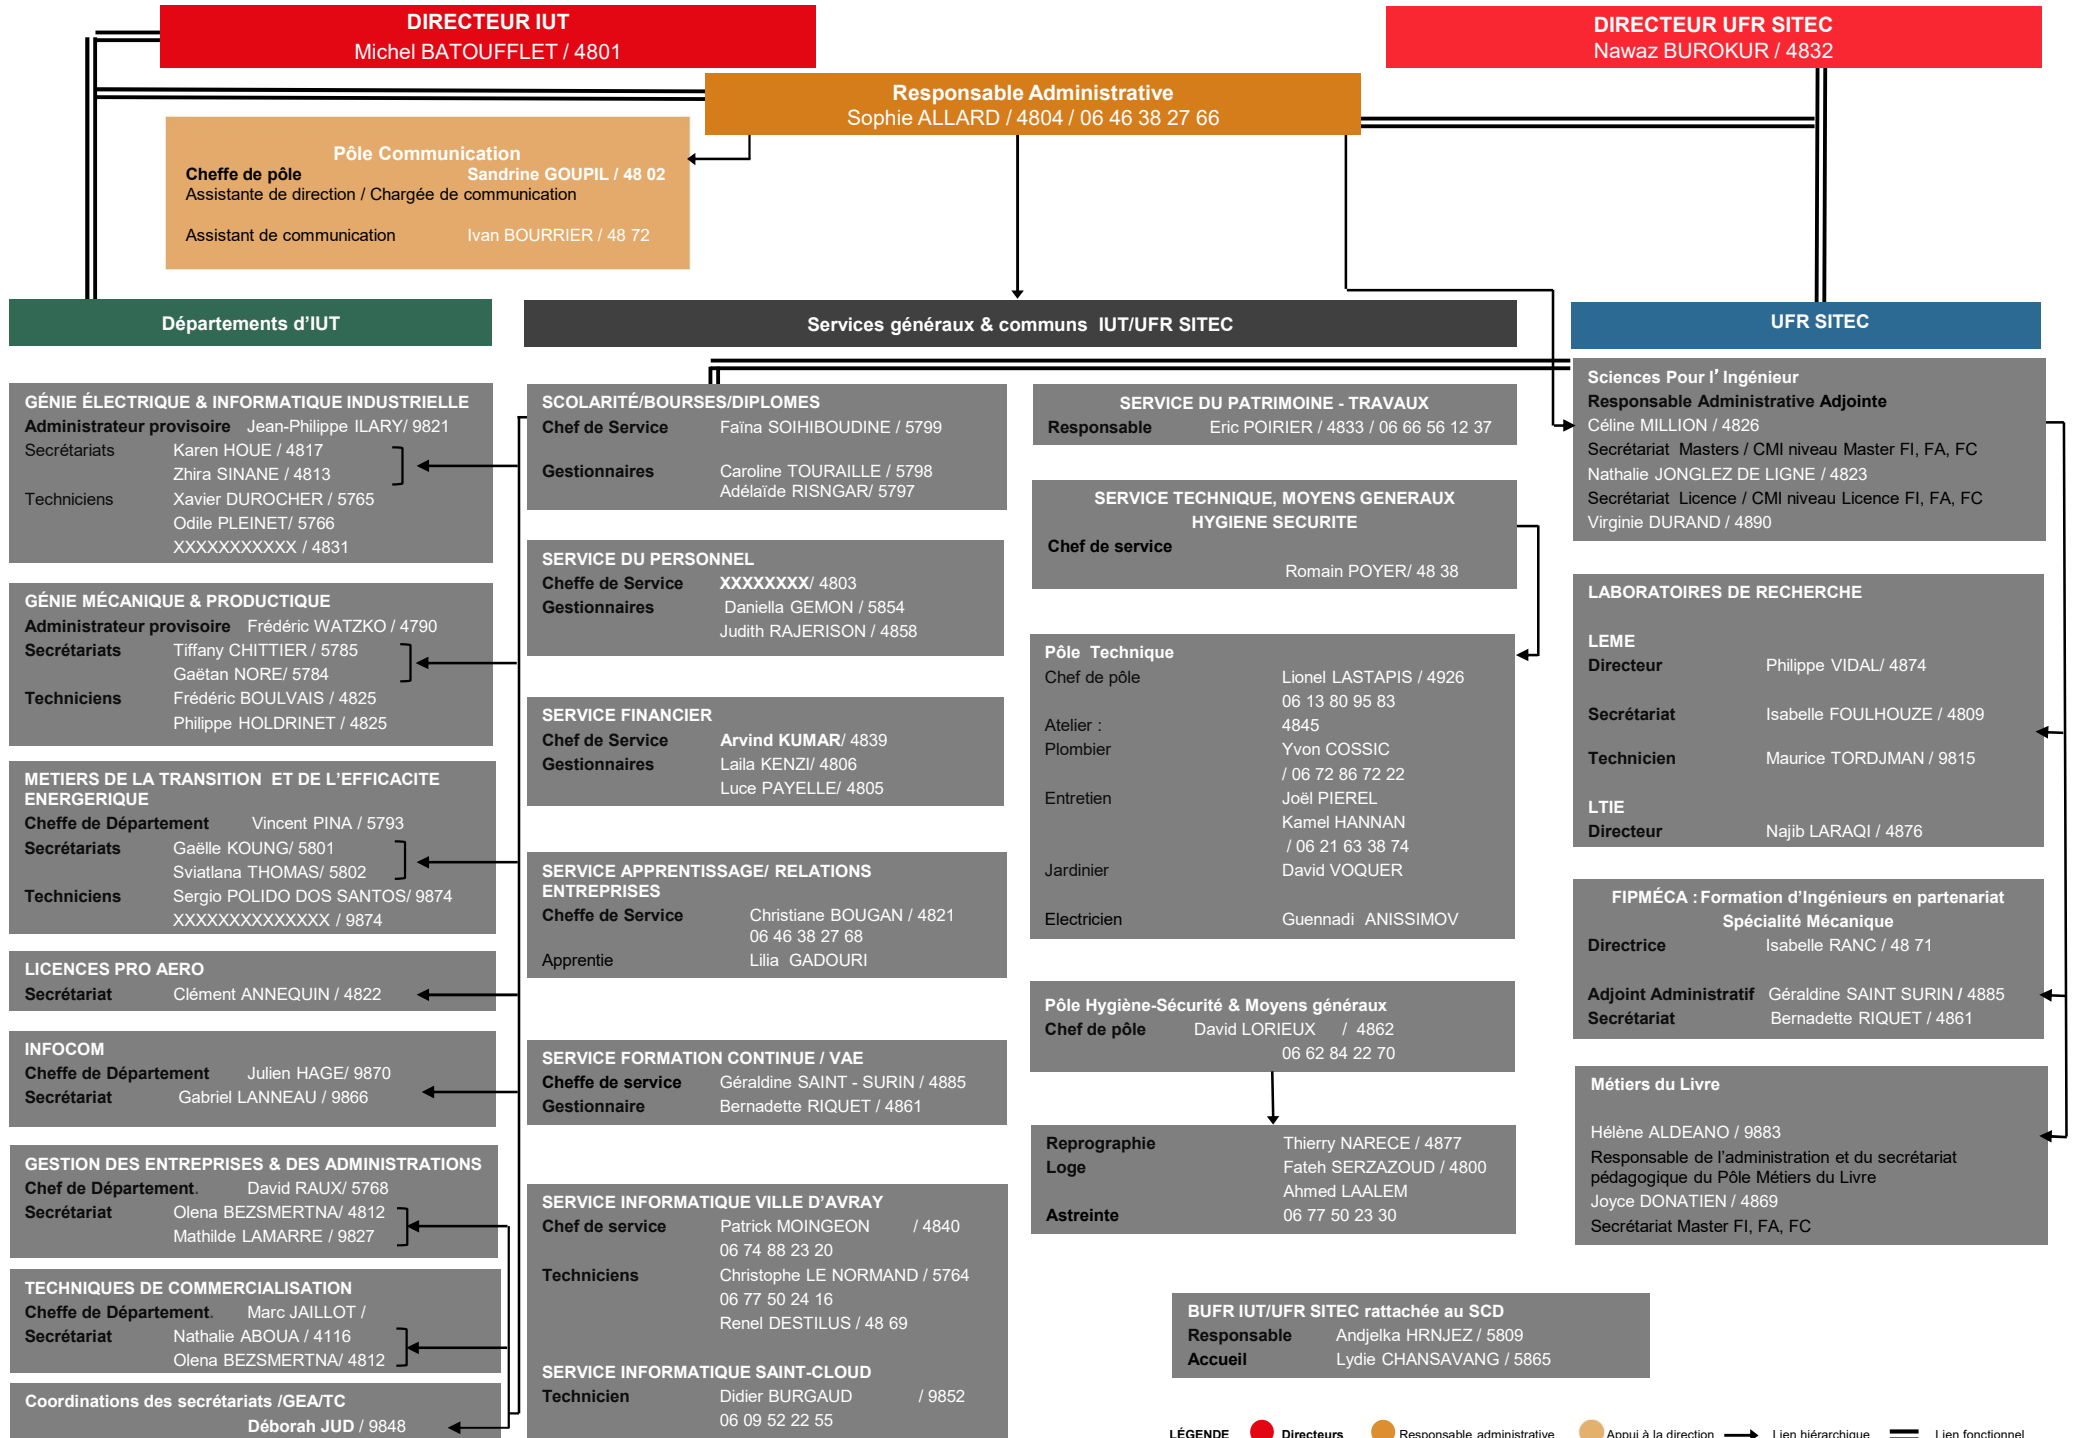 DIRECTEUR IUT
Michel BATOUFFLET / 4801
DIRECTEUR UFR SITEC
Nawaz BUROKUR / 4832
Responsable Administrative
Sophie ALLARD / 4804 / 06 46 38 27 66
Pôle Communication
Cheffe de pôle Sandrine GOUPIL / 48 02
Assistante de direction / Chargée de communication
Assistant de communication Ivan BOURRIER / 48 72
Départements d'IUT
Services généraux & communs IUT/UFR SITEC
UFR SITEC
GÉNIE ÉLECTRIQUE & INFORMATIQUE INDUSTRIELLE
Administrateur provisoire Jean-Philippe ILARY/ 9821
Secrétariats Karen HOUE / 4817
Zhira SINANE / 4813
Techniciens Xavier DUROCHER / 5765
Odile PLEINET/ 5766
XXXXXXXXXXX / 4831
GÉNIE MÉCANIQUE & PRODUCTIQUE
Administrateur provisoire Frédéric WATZKO / 4790
Secrétariats Tiffany CHITTIER / 5785
Gaëtan NORE/ 5784
Techniciens Frédéric BOULVAIS / 4825
Philippe HOLDRINET / 4825
METIERS DE LA TRANSITION ET DE L'EFFICACITE
ENERGERIQUE
Cheffe de Département Vincent PINA / 5793
Secrétariats Gaëlle KOUNG/ 5801
Sviatlana THOMAS/ 5802
Techniciens Sergio POLIDO DOS SANTOS/ 9874
XXXXXXXXXXXXXX / 9874
LICENCES PRO AERO
Secrétariat Clément ANNEQUIN / 4822
INFOCOM
Cheffe de Département Julien HAGE/ 9870
Secrétariat Gabriel LANNEAU / 9866
GESTION DES ENTREPRISES & DES ADMINISTRATIONS
Chef de Département. David RAUX/ 5768
Secrétariat Olena BEZSMERTNA/ 4812
Mathilde LAMARRE / 9827
TECHNIQUES DE COMMERCIALISATION
Cheffe de Département. Marc JAILLOT /
Secrétariat Nathalie ABOUA / 4116
Olena BEZSMERTNA/ 4812
Coordinations des secrétariats /GEA/TC
Déborah JUD / 9848
SCOLARITÉ/BOURSES/DIPLOMES
Chef de Service Faïna SOIHIBOUDINE / 5799
Gestionnaires Caroline TOURAILLE / 5798
Adélaïde RISNGAR/ 5797
SERVICE DU PERSONNEL
Cheffe de Service XXXXXXXX/ 4803
Gestionnaires Daniella GEMON / 5854
Judith RAJERISON / 4858
SERVICE FINANCIER
Chef de Service Arvind KUMAR/ 4839
Gestionnaires Laila KENZI/ 4806
Luce PAYELLE/ 4805
SERVICE APPRENTISSAGE/ RELATIONS
ENTREPRISES
Cheffe de Service Christiane BOUGAN / 4821
06 46 38 27 68
Apprentie Lilia GADOURI
SERVICE FORMATION CONTINUE / VAE
Cheffe de service Géraldine SAINT - SURIN / 4885
Gestionnaire Bernadette RIQUET / 4861
SERVICE INFORMATIQUE VILLE D'AVRAY
Chef de service Patrick MOINGEON / 4840
06 74 88 23 20
Techniciens Christophe LE NORMAND / 5764
06 77 50 24 16
Renel DESTILUS / 48 69
SERVICE INFORMATIQUE SAINT-CLOUD
Technicien Didier BURGAUD / 9852
06 09 52 22 55
SERVICE DU PATRIMOINE - TRAVAUX
Responsable Eric POIRIER / 4833 / 06 66 56 12 37
SERVICE TECHNIQUE, MOYENS GENERAUX
HYGIENE SECURITE
Chef de service
Romain POYER/ 48 38
Pôle Technique
Chef de pôle Lionel LASTAPIS / 4926
06 13 80 95 83
Atelier : 4845
Plombier Yvon COSSIC
/ 06 72 86 72 22
Entretien Joël PIEREL
Kamel HANNAN
/ 06 21 63 38 74
Jardinier David VOQUER
Electricien Guennadi ANISSIMOV
Pôle Hygiène-Sécurité & Moyens généraux
Chef de pôle David LORIEUX / 4862
06 62 84 22 70
Reprographie Thierry NARECE / 4877
Loge Fateh SERZAZOUD / 4800
Ahmed LAALEM
Astreinte 06 77 50 23 30
BUFR IUT/UFR SITEC rattachée au SCD
Responsable Andjelka HRNJEZ / 5809
Accueil Lydie CHANSAVANG / 5865
Sciences Pour l' Ingénieur
Responsable Administrative Adjointe
Céline MILLION / 4826
Secrétariat Masters / CMI niveau Master FI, FA, FC
Nathalie JONGLEZ DE LIGNE / 4823
Secrétariat Licence / CMI niveau Licence FI, FA, FC
Virginie DURAND / 4890
LABORATOIRES DE RECHERCHE
LEME
Directeur Philippe VIDAL/ 4874
Secrétariat Isabelle FOULHOUZE / 4809
Technicien Maurice TORDJMAN / 9815
LTIE
Directeur Najib LARAQI / 4876
FIPMÉCA : Formation d'Ingénieurs en partenariat
Spécialité Mécanique
Directrice Isabelle RANC / 48 71
Adjoint Administratif Géraldine SAINT SURIN / 4885
Secrétariat Bernadette RIQUET / 4861
Métiers du Livre
Hélène ALDEANO / 9883
Responsable de l'administration et du secrétariat
pédagogique du Pôle Métiers du Livre
Joyce DONATIEN / 4869
Secrétariat Master FI, FA, FC
LÉGENDE Directeurs Responsable administrative Appui à la direction Lien hiérarchique Lien fonctionnel